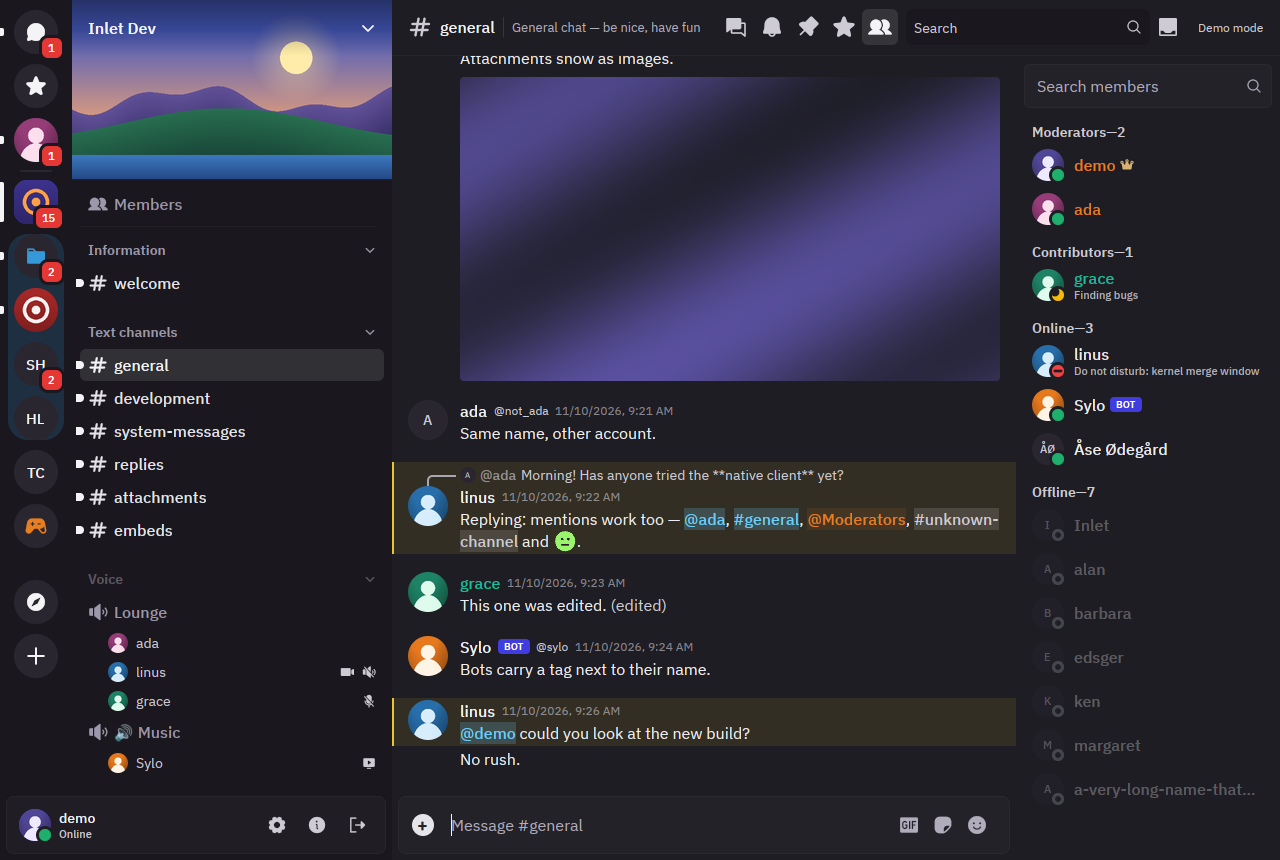 1
1
15
2
SH
2
HL
TC
Inlet Dev
Members
Information
# welcome
Text channels
# general
# development
# system-messages
# replies
# attachments
# embeds
Voice
Lounge
ada
linus
grace
🔊 Music
Sylo
demo
Online
# general
General chat — be nice, have fun
Search
Demo mode
Attachments show as images.
A
ada @not_ada 11/10/2026, 9:21 AM
Same name, other account.
A @ada Morning! Has anyone tried the **native client** yet?
linus 11/10/2026, 9:22 AM
Replying: mentions work too — @ada, #general, @Moderators, #unknown-
channel and 😐.
grace 11/10/2026, 9:23 AM
This one was edited. (edited)
Sylo BOT @sylo 11/10/2026, 9:24 AM
Bots carry a tag next to their name.
linus 11/10/2026, 9:26 AM
@demo could you look at the new build?
No rush.
Message #general
GIF
Search members
Moderators—2
demo
ada
Contributors—1
grace
Finding bugs
Online—3
linus
Do not disturb: kernel merge window
Sylo BOT
ÅØ Åse Ødegård
Offline—7
I Inlet
A alan
B barbara
E edsger
K ken
M margaret
A a-very-long-name-that...